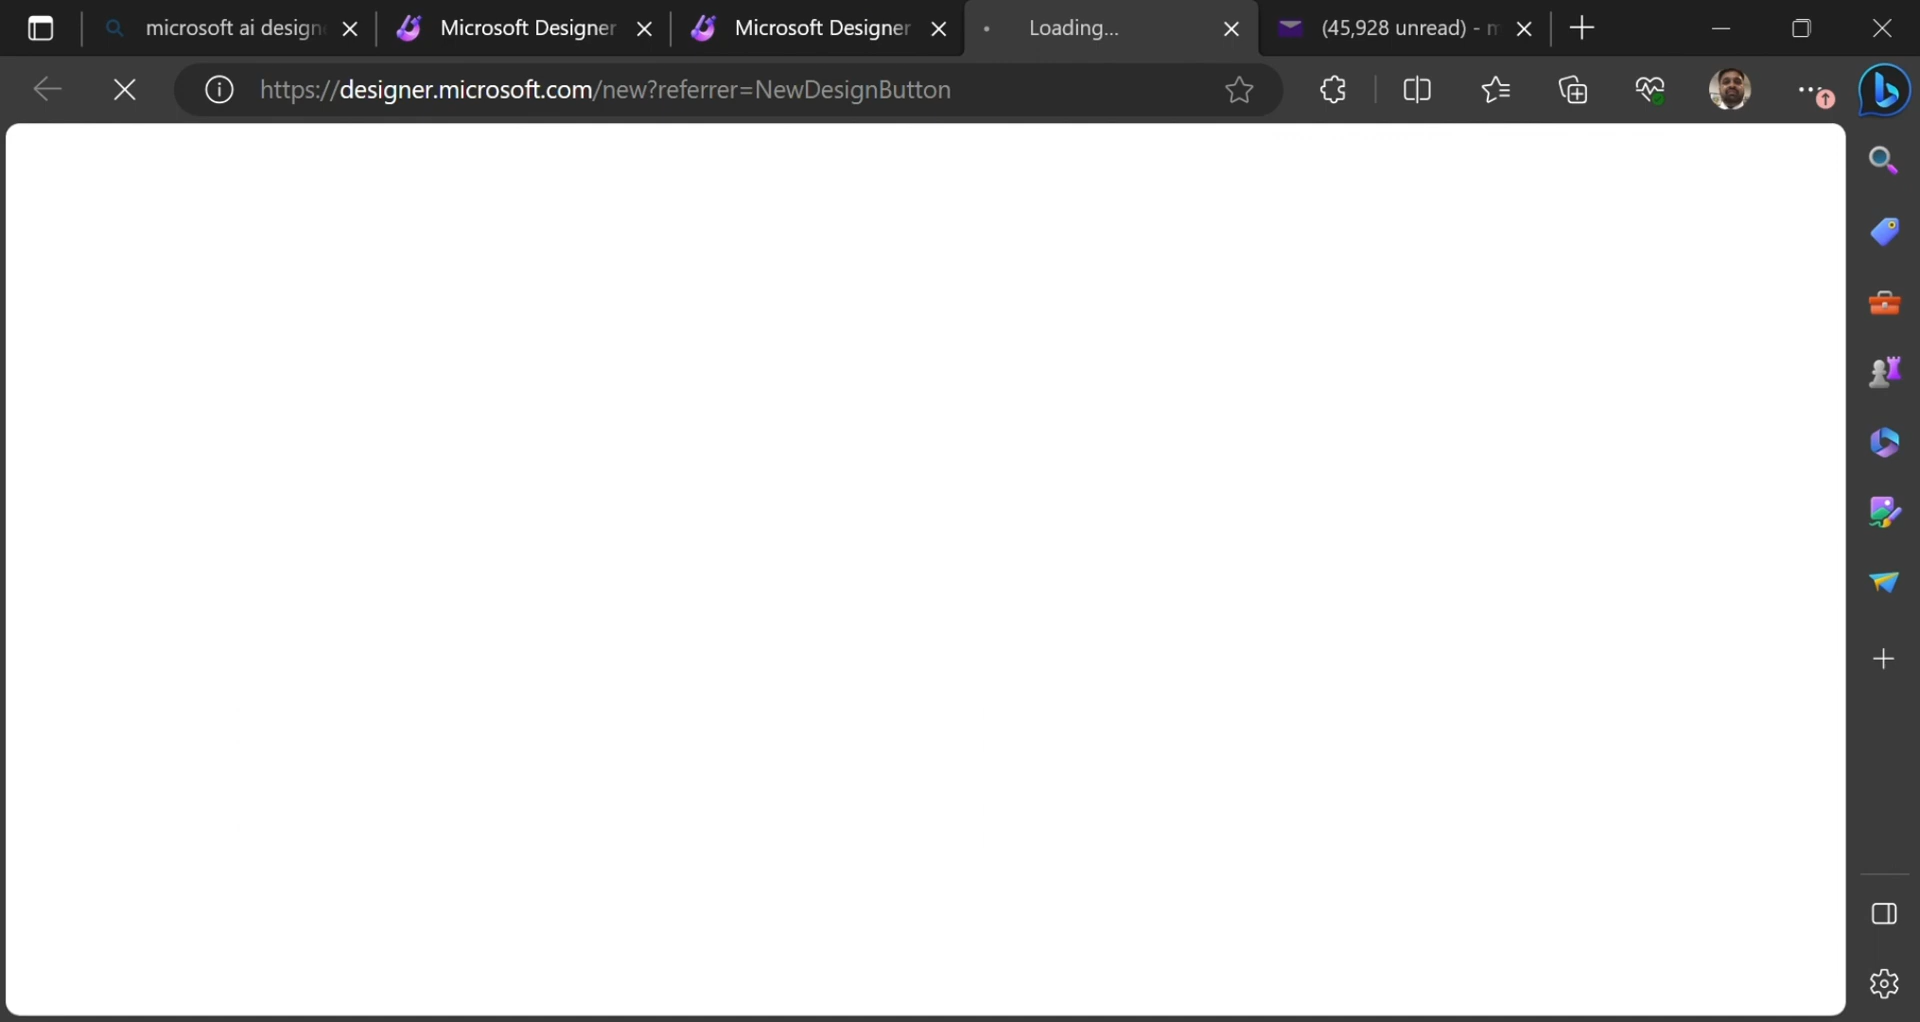 microsoft ai design
Microsoft Designer
Microsoft Designer
Loading...
(45,928 unread) - m
https://designer.microsoft.com/new?referrer=NewDesignButton